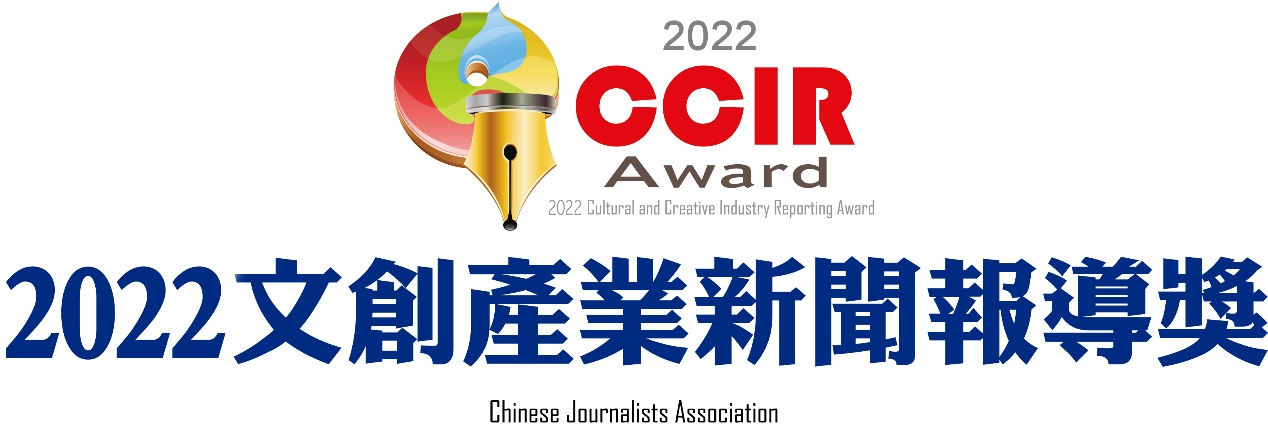 2022
CCIR
Award
2022 Cultural and Creative Industry Reporting Award
2022文創產業新聞報導獎
Chinese Journalists Association